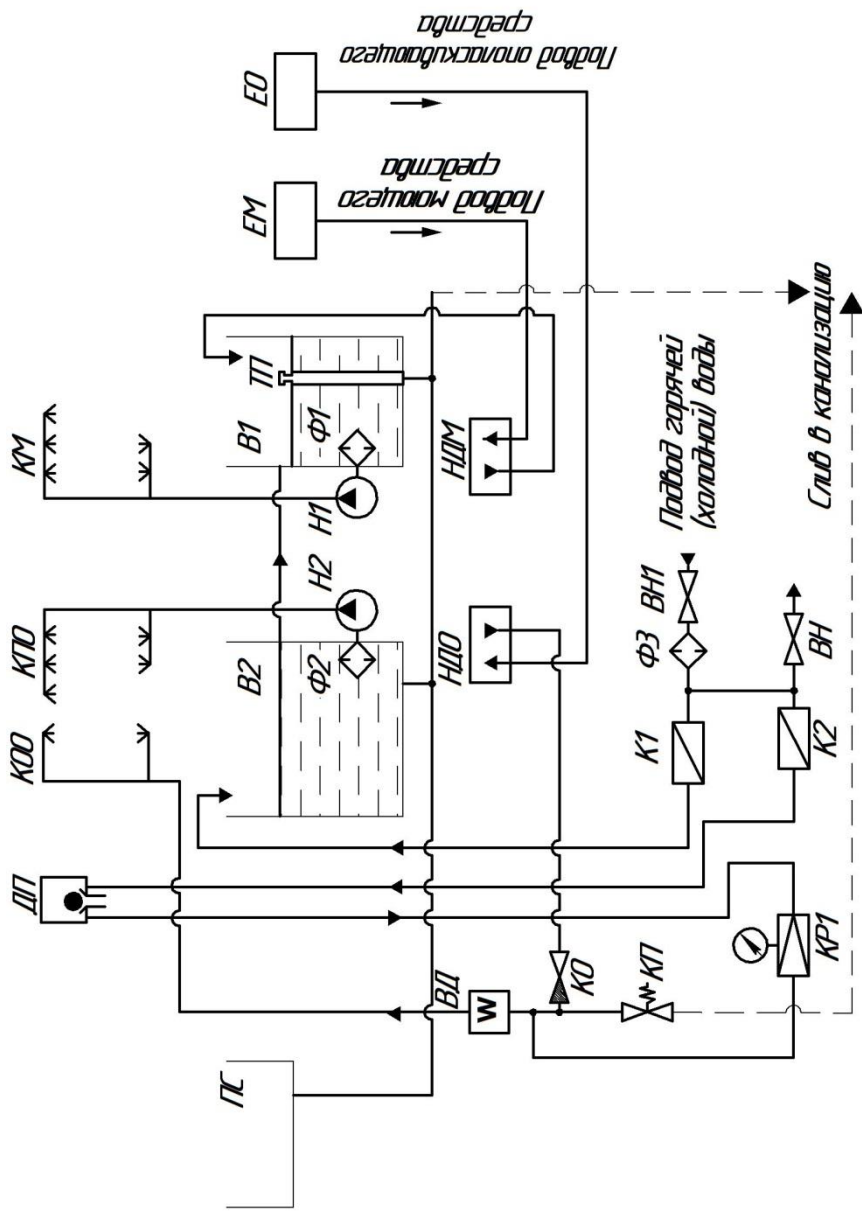 КМ
КПО
КОО
ДП
ЕО
Подвод ополаскивающего
средства
ЕМ
Подвод моющего
средства
В1
ТП
Ф1
Н1
Н2
В2
Ф2
ПС
НДМ
НДО
ВД
W
КО
КП
КР1
К1
К2
Ф3
ВН1
ВН
Подвод горячей
(холодной) воды
Слив в канализацию